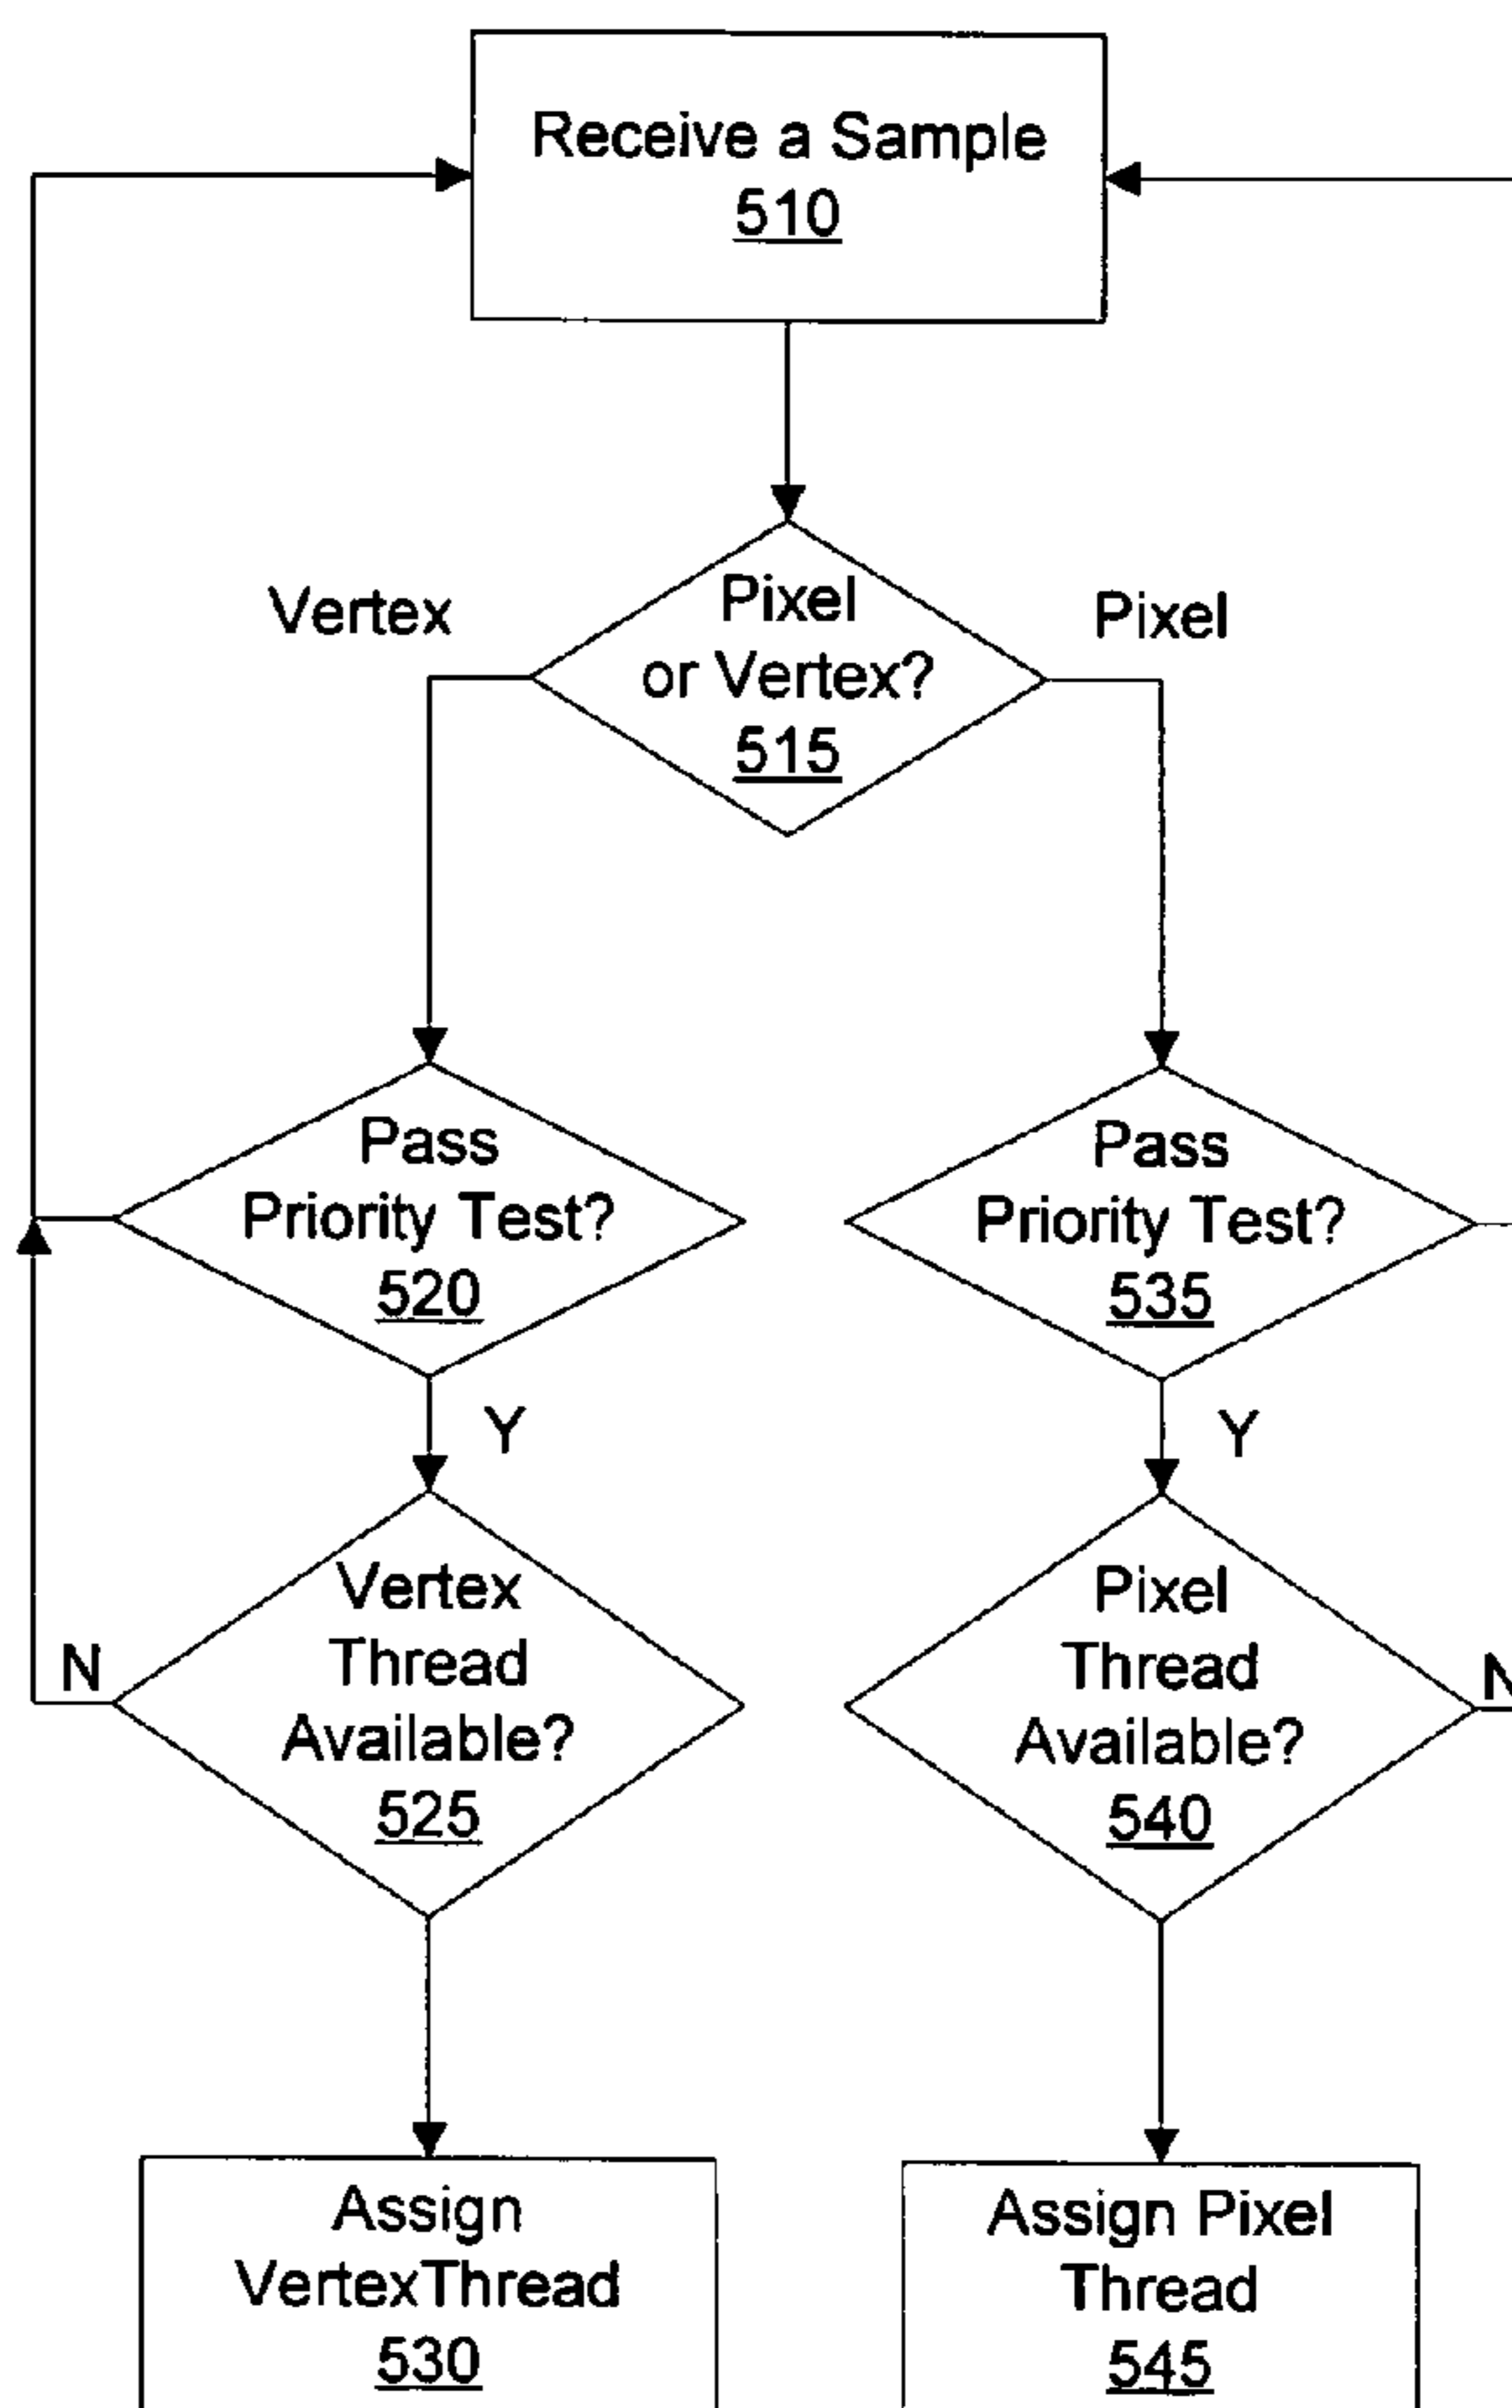 Receive a Sample
510
Vertex
Pixel
or Vertex?
515
Pixel
Pass
Priority Test?
520
Pass
Priority Test?
535
Y
Y
Vertex
Thread
Available?
525
N
Pixel
Thread
Available?
540
N
Assign
VertexThread
530
Assign Pixel
Thread
545